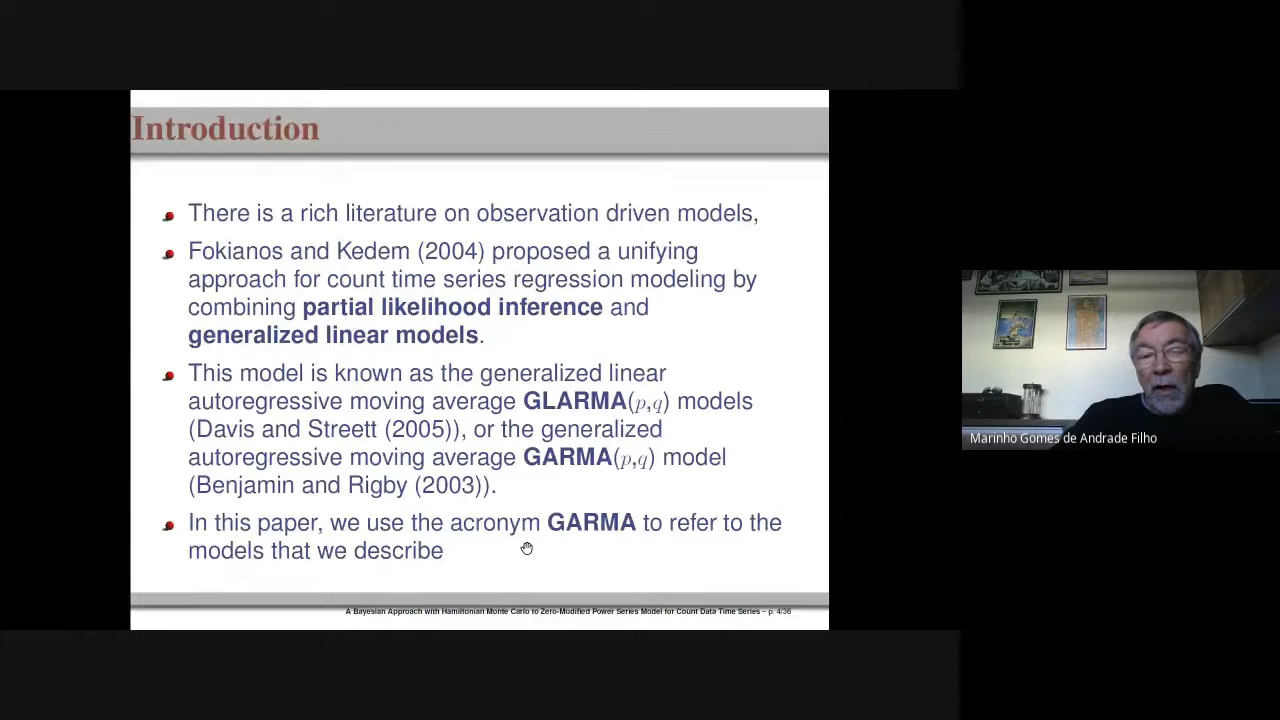 Introduction
There is a rich literature on observation driven models,
Fokianos and Kedem (2004) proposed a unifying
approach for count time series regression modeling by
combining partial likelihood inference and
generalized linear models.
This model is known as the generalized linear
autoregressive moving average GLARMA(p,q) models
(Davis and Streett (2005)), or the generalized
autoregressive moving average GARMA(p,q) model
(Benjamin and Rigby (2003)).
In this paper, we use the acronym GARMA to refer to the
models that we describe
A Bayesian Approach with Hamiltonian Monte Carlo to Zero-Modified Power Series Model for Count Data Time Series – p. 4/36
Marinho Gomes de Andrade Filho